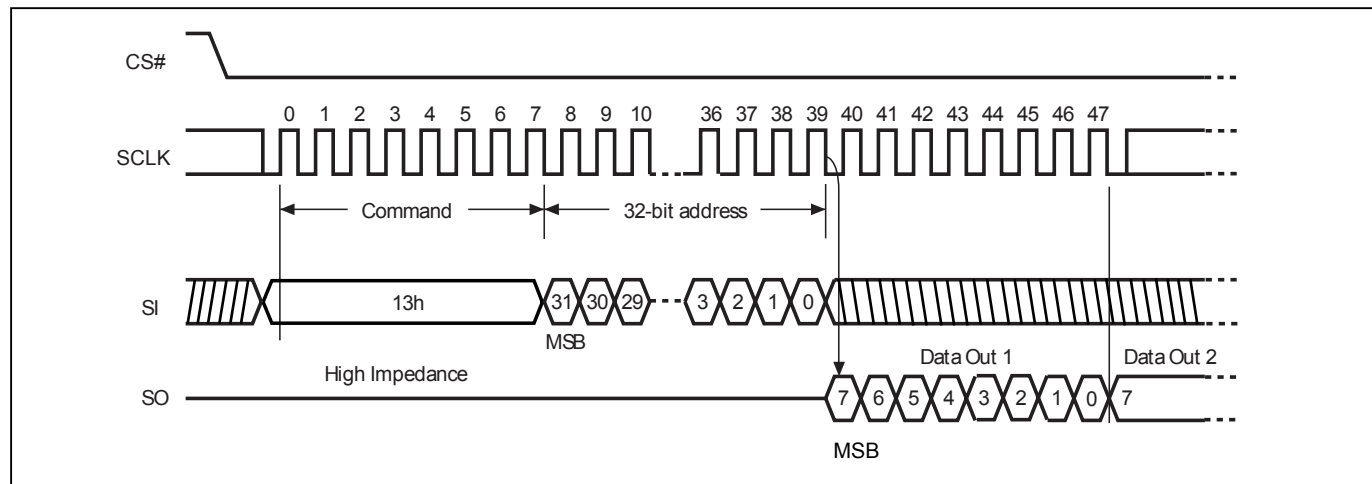 CS#
0 1 2 3 4 5 6 7 8 9 10 36 37 38 39 40 41 42 43 44 45 46 47
SCLK
Command 32-bit address
SI 13h 31 30 29 3 2 1 0
MSB
Data Out 1 Data Out 2
High Impedance
SO 7 6 5 4 3 2 1 0 7
MSB